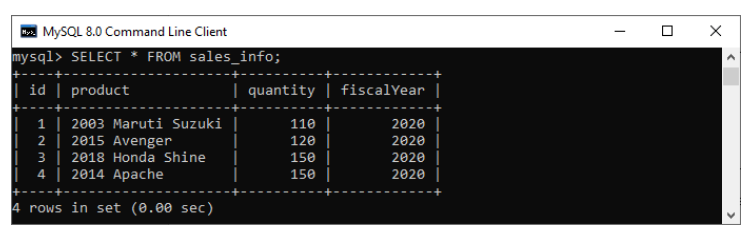 MySQL 8.0 Command Line Client
mysql> SELECT * FROM sales_info;
+----+--------------------+----------+------------+
| id | product            | quantity | fiscalYear |
+----+--------------------+----------+------------+
|  1 | 2003 Maruti Suzuki |      110 |       2020 |
|  2 | 2015 Avenger       |      120 |       2020 |
|  3 | 2018 Honda Shine   |      150 |       2020 |
|  4 | 2014 Apache        |      150 |       2020 |
+----+--------------------+----------+------------+
4 rows in set (0.00 sec)